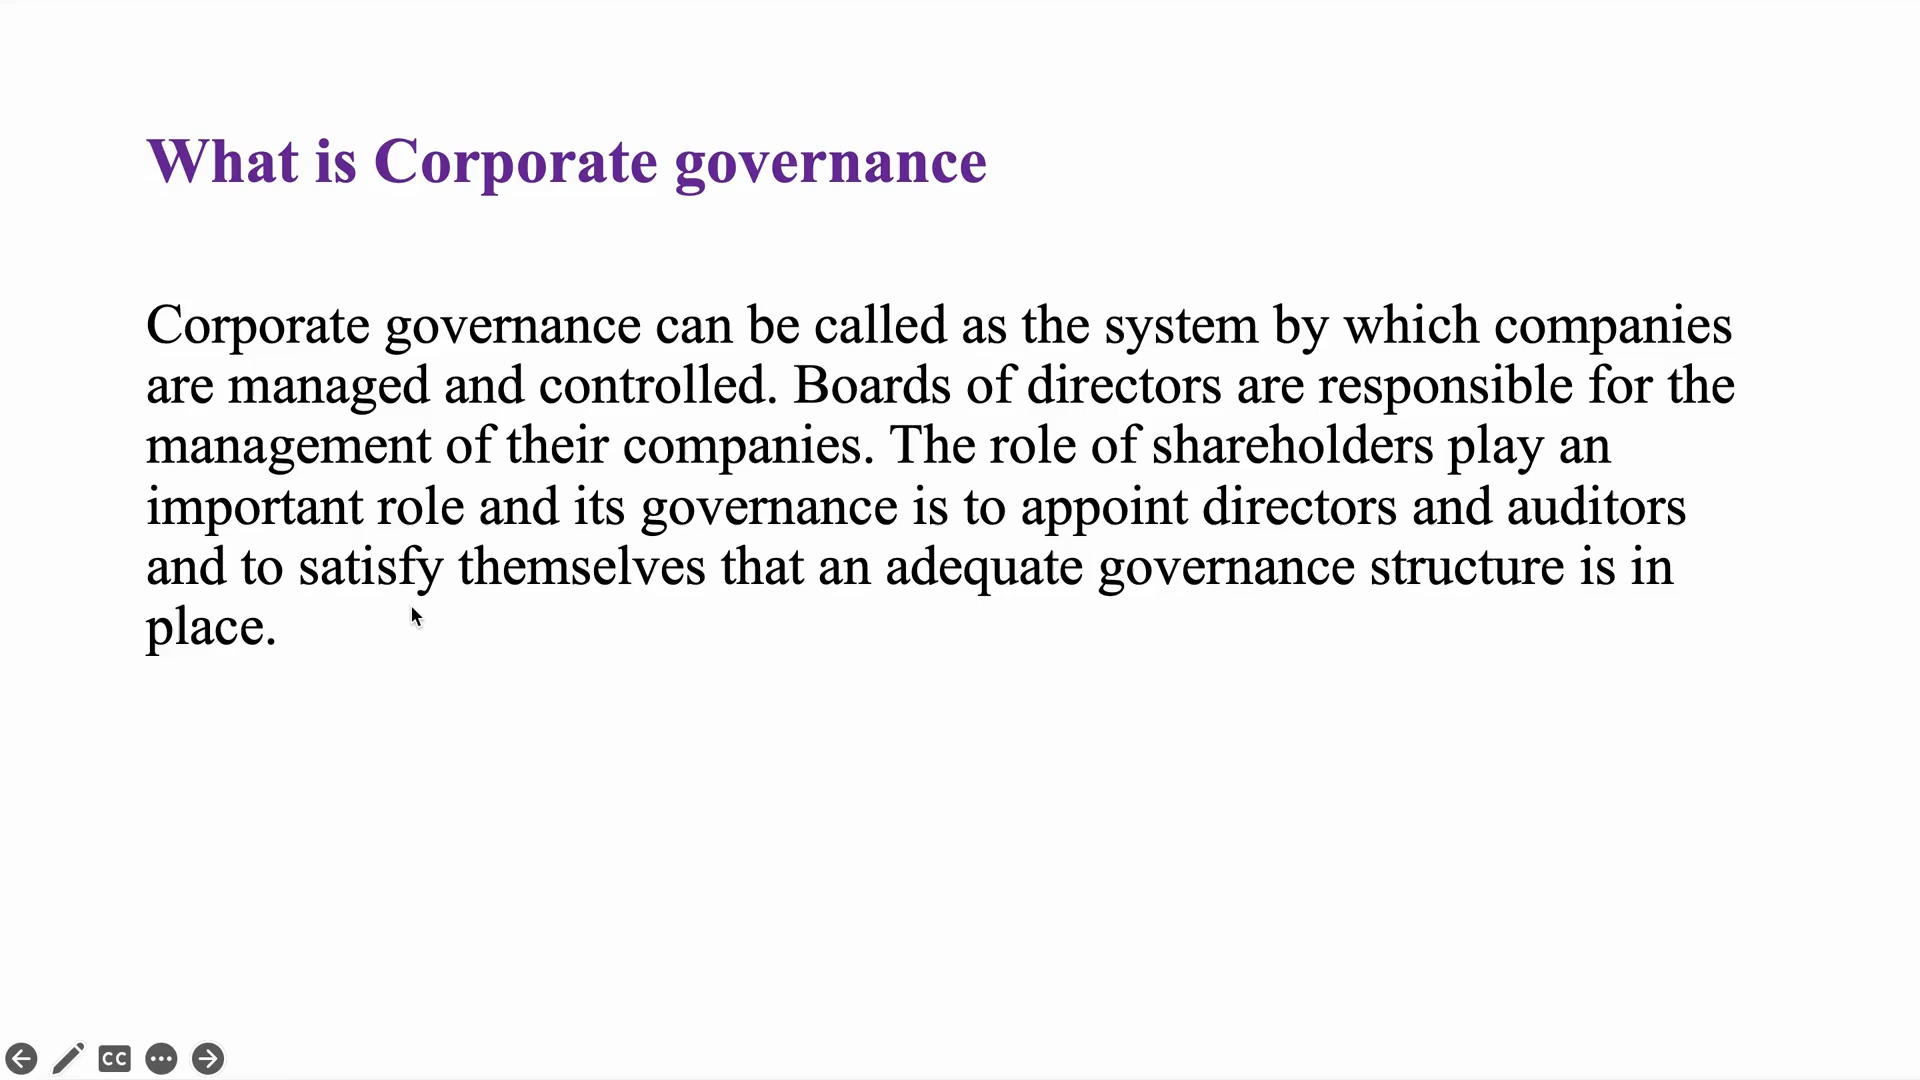 What is Corporate governance
Corporate governance can be called as the system by which companies
are managed and controlled. Boards of directors are responsible for the
management of their companies. The role of shareholders play an
important role and its governance is to appoint directors and auditors
and to satisfy themselves that an adequate governance structure is in
place.
CC